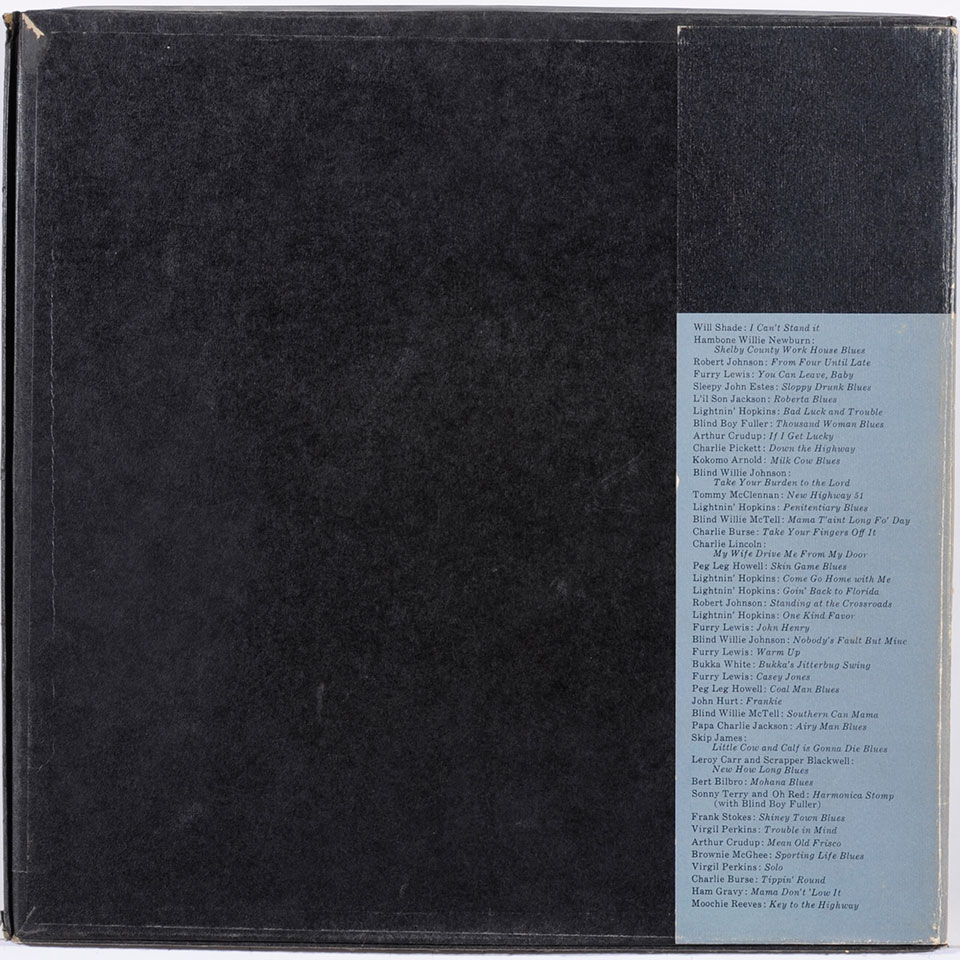 Will Shade: I Can't Stand it
Hambone Willie Newburn:
Shelby County Work House Blues
Robert Johnson: From Four Until Late
Furry Lewis: You Can Leave, Baby
Sleepy John Estes: Sloppy Drunk Blues
L'il Son Jackson: Roberta Blues
Lightnin' Hopkins: Bad Luck and Trouble
Blind Boy Fuller: Thousand Woman Blues
Arthur Crudup: If I Get Lucky
Charlie Pickett: Down the Highway
Kokomo Arnold: Milk Cow Blues
Blind Willie Johnson:
Take Your Burden to the Lord
Tommy McClennan: New Highway 51
Lightnin' Hopkins: Penitentiary Blues
Blind Willie McTell: Mama T'aint Long Fo' Day
Charlie Burse: Take Your Fingers Off It
Charlie Lincoln:
My Wife Drive Me From My Door
Peg Leg Howell: Skin Game Blues
Lightnin' Hopkins: Come Go Home with Me
Lightnin' Hopkins: Goin' Back to Florida
Robert Johnson: Standing at the Crossroads
Lightnin' Hopkins: One Kind Favor
Furry Lewis: John Henry
Blind Willie Johnson: Nobody's Fault But Mine
Furry Lewis: Warm Up
Bukka White: Bukka's Jitterbug Swing
Furry Lewis: Casey Jones
Peg Leg Howell: Coal Man Blues
John Hurt: Frankie
Blind Willie McTell: Southern Can Mama
Papa Charlie Jackson: Airy Man Blues
Skip James:
Little Cow and Calf is Gonna Die Blues
Leroy Carr and Scrapper Blackwell:
New How Long Blues
Bert Bilbro: Mohana Blues
Sonny Terry and Oh Red: Harmonica Stomp
(with Blind Boy Fuller)
Frank Stokes: Shiney Town Blues
Virgil Perkins: Trouble in Mind
Arthur Crudup: Mean Old Frisco
Brownie McGhee: Sporting Life Blues
Virgil Perkins: Solo
Charlie Burse: Tippin' Round
Ham Gravy: Mama Don't 'Low It
Moochie Reeves: Key to the Highway